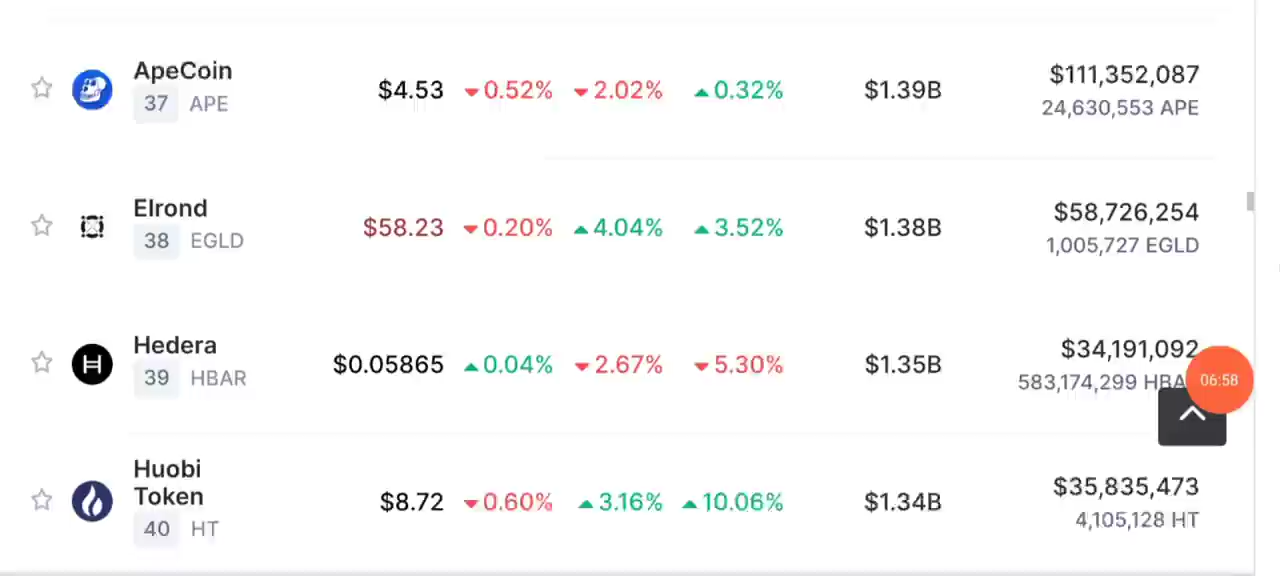 ApeCoin
37 APE
$4.53 0.52% 2.02% 0.32% $1.39B
$111,352,087
24,630,553 APE
Elrond
38 EGLD
$58.23 0.20% 4.04% 3.52% $1.38B
$58,726,254
1,005,727 EGLD
Hedera
39 HBAR
$0.05865 0.04% 2.67% 5.30% $1.35B
$34,191,092
583,174,299 HBA
06:58
Huobi
Token
40 HT
$8.72 0.60% 3.16% 10.06% $1.34B
$35,835,473
4,105,128 HT